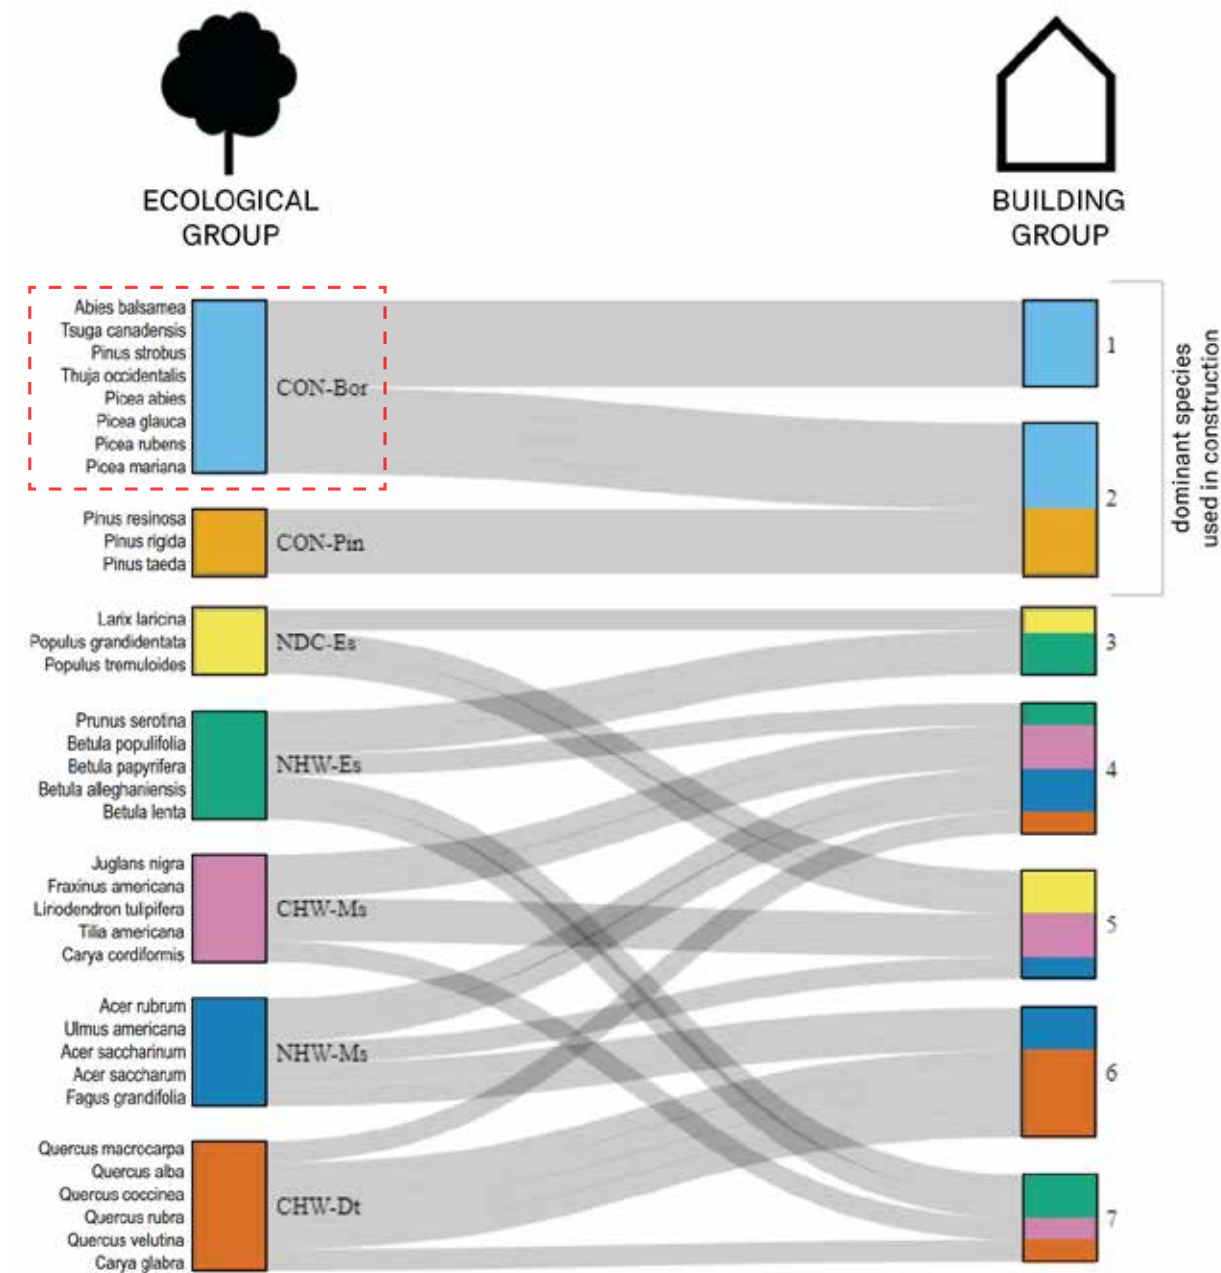 ECOLOGICAL
GROUP
BUILDING
GROUP
Abies balsamea
Tsuga canadensis
Pinus strobus
Thuja occidentalis
Picea abies
Picea glauca
Picea rubens
Picea mariana
CON-Bor
1
2
dominant species
used in construction
Pinus resinosa
Pinus rigida
Pinus taeda
CON-Pin
Larix laricina
Populus grandidentata
Populus tremuloides
NDC-Es
3
Prunus serotina
Betula populifolia
Betula papyrifera
Betula alleghaniensis
Betula lenta
NHW-Es
4
Juglans nigra
Fraxinus americana
Liriodendron tulipifera
Tilia americana
Carya cordiformis
CHW-Ms
5
Acer rubrum
Ulmus americana
Acer saccharinum
Acer saccharum
Fagus grandifolia
NHW-Ms
6
Quercus macrocarpa
Quercus alba
Quercus coccinea
Quercus rubra
Quercus velutina
Carya glabra
CHW-Dt
7